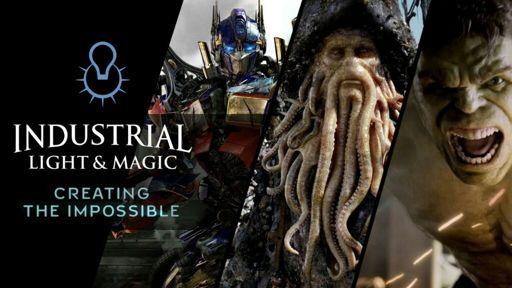 INDUSTRIAL
LIGHT & MAGIC
CREATING
THE IMPOSSIBLE